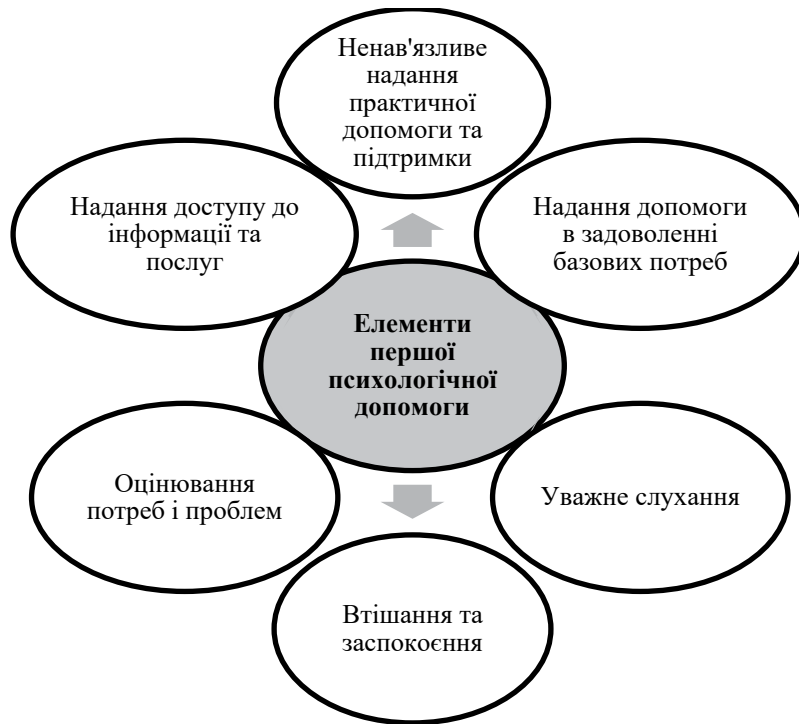 Ненав'язливе
надання
практичної
допомоги та
підтримки
Надання доступу до
інформації та
послуг
Надання допомоги
в задоволенні
базових потреб
Елементи
першої
психологічної
допомоги
Оцінювання
потреб і проблем
Уважне слухання
Втішання та
заспокоєння